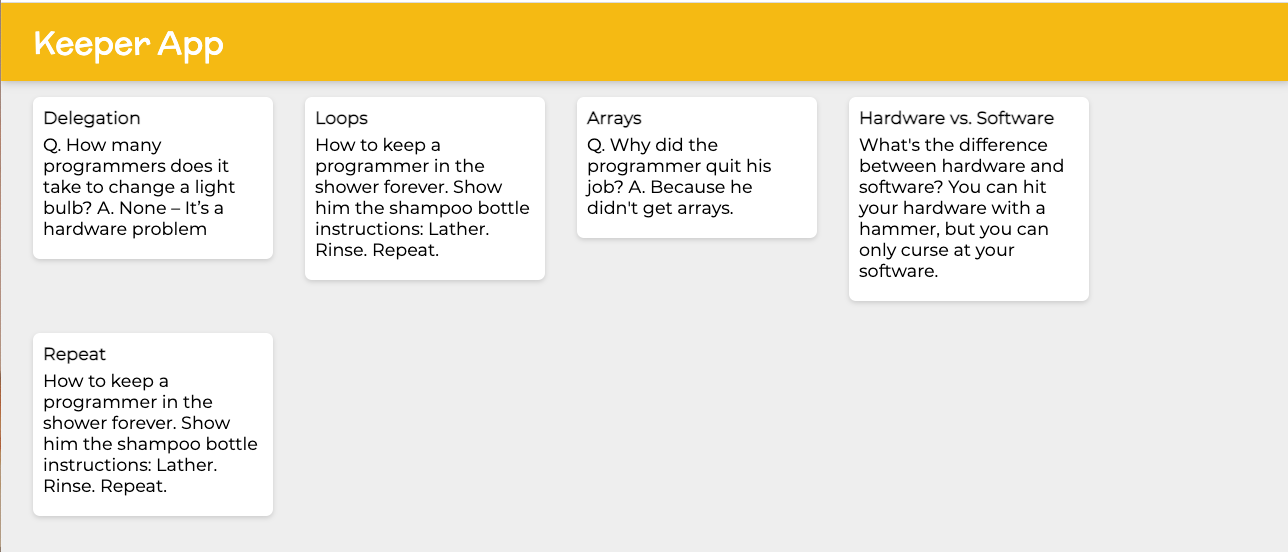 Keeper App
Delegation
Q. How many
programmers does it
take to change a light
bulb? A. None – It’s a
hardware problem
Loops
How to keep a
programmer in the
shower forever. Show
him the shampoo bottle
instructions: Lather.
Rinse. Repeat.
Arrays
Q. Why did the
programmer quit his
job? A. Because he
didn't get arrays.
Hardware vs. Software
What's the difference
between hardware and
software? You can hit
your hardware with a
hammer, but you can
only curse at your
software.
Repeat
How to keep a
programmer in the
shower forever. Show
him the shampoo bottle
instructions: Lather.
Rinse. Repeat.